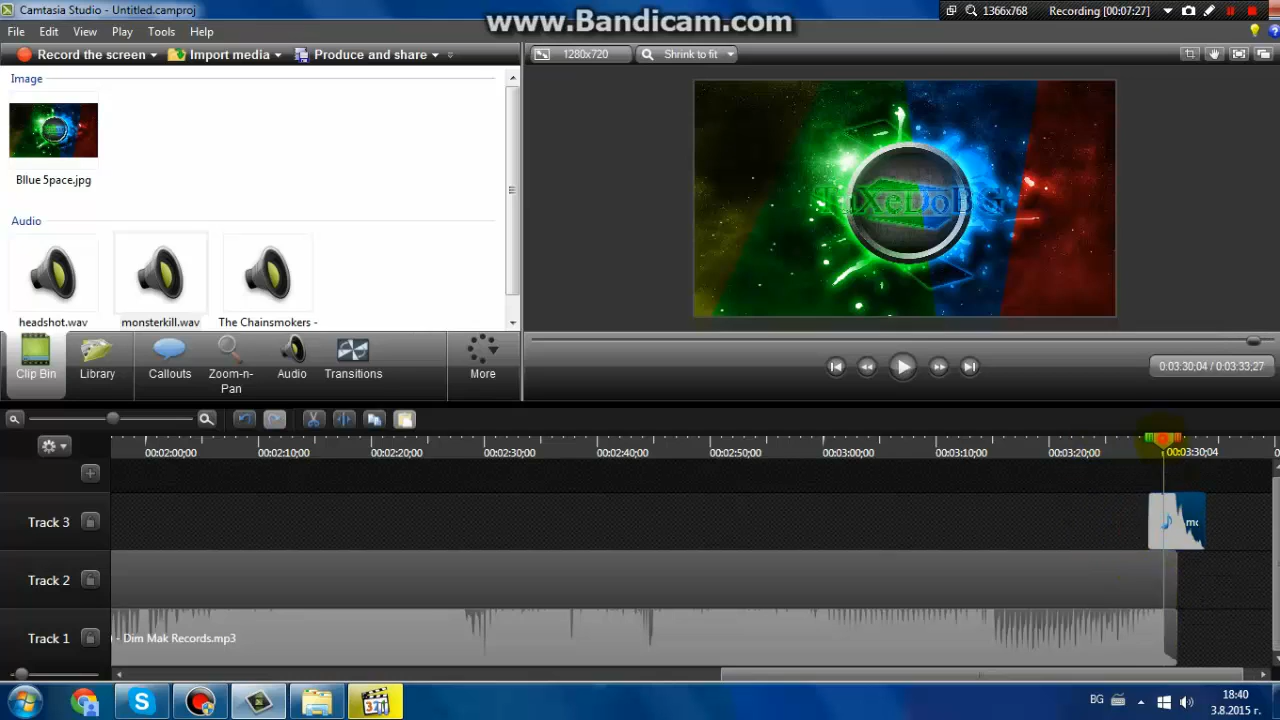 Camtasia Studio - Untitled.camproj
www.Bandicam.com
1366x768
Recording [00:07:27]
File Edit View Play Tools Help
Record the screen
Import media
Produce and share
1280x720
Shrink to fit
Image
Bllue 5pace.jpg
Audio
headshot.wav
monsterkill.wav
The Chainsmokers -
TuXeDoBG
Clip Bin
Library
Callouts
Zoom-n-Pan
Audio
Transitions
More
0:03:30;04 / 0:03:33;27
00:02:00;00 00:02:10;00 00:02:20;00 00:02:30;00 00:02:40;00 00:02:50;00 00:03:00;00 00:03:10;00 00:03:20;00 00:03:30;04
Track 3
Track 2
Track 1
- Dim Mak Records.mp3
BG
18:40
3.8.2015 г.